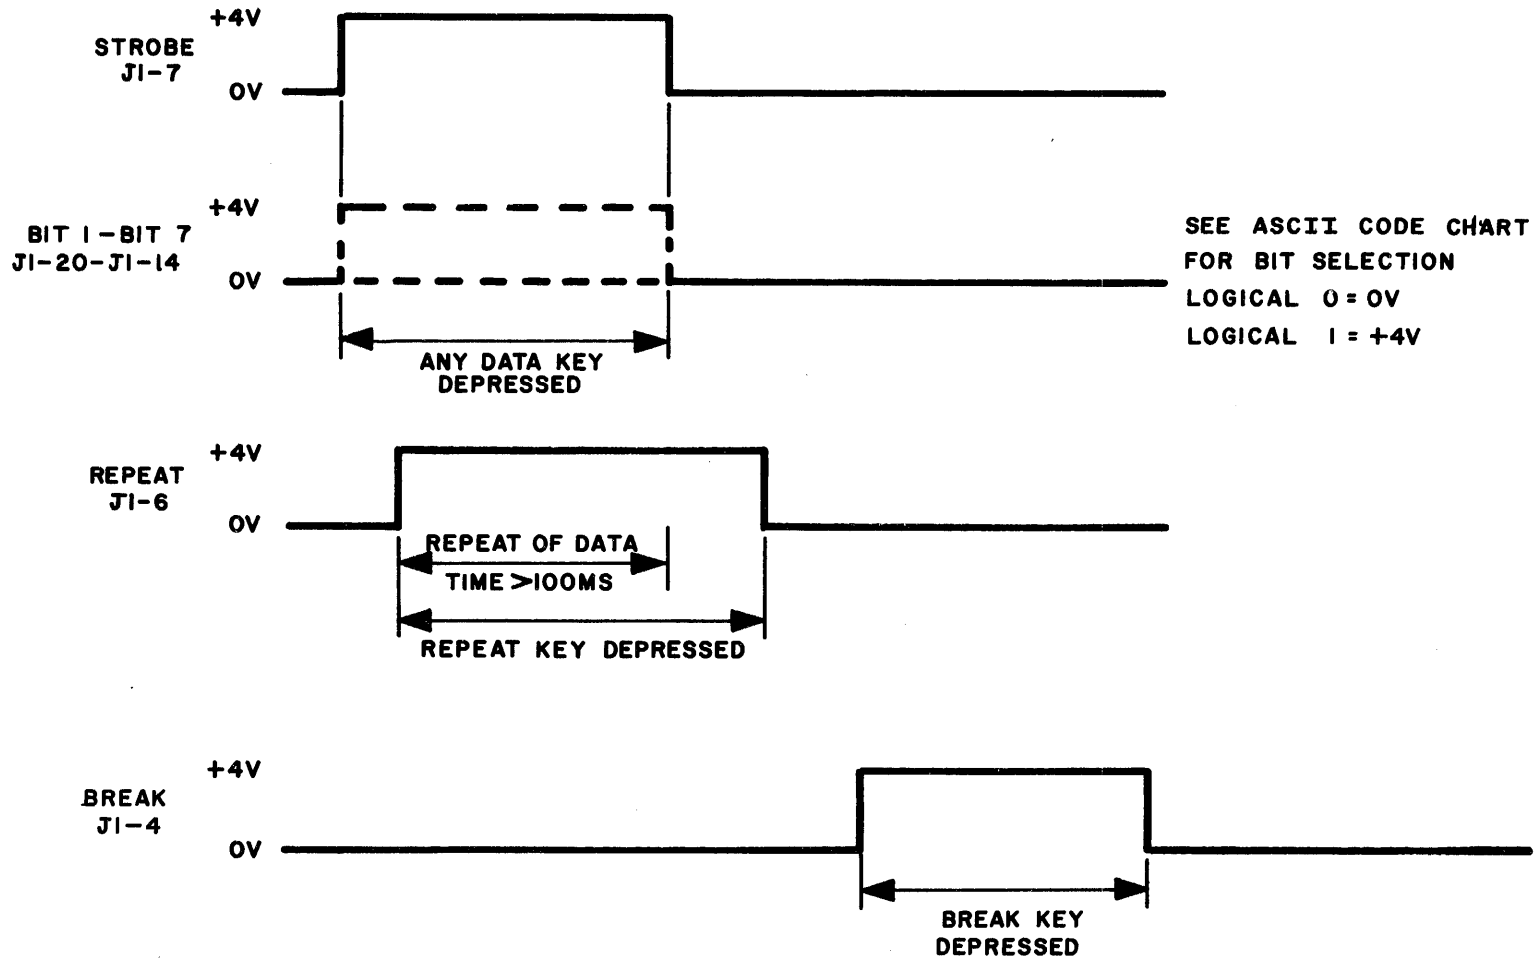 +4V
STROBE
J1-7
0V
+4V
BIT 1-BIT 7
J1-20-J1-14
0V
SEE ASCII CODE CHART
FOR BIT SELECTION
LOGICAL 0 = 0V
LOGICAL 1 = +4V
ANY DATA KEY
DEPRESSED
+4V
REPEAT
J1-6
0V
REPEAT OF DATA
TIME >100MS
REPEAT KEY DEPRESSED
+4V
BREAK
J1-4
0V
BREAK KEY
DEPRESSED